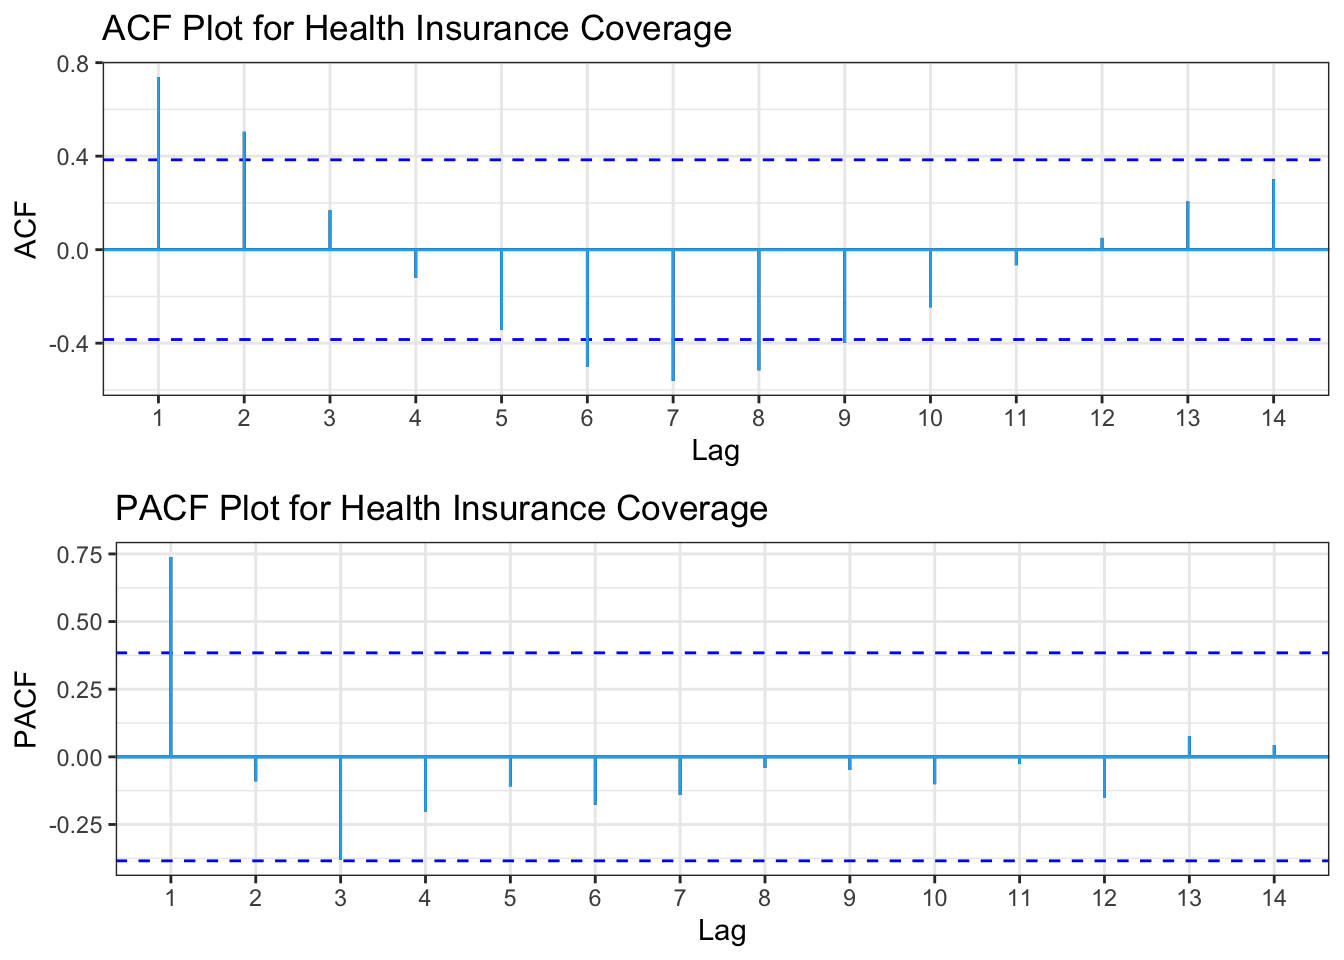 ACF Plot for Health Insurance Coverage
0.8
0.4
0.0
-0.4
ACF
1 2 3 4 5 6 7 8 9 10 11 12 13 14
Lag
PACF Plot for Health Insurance Coverage
0.75
0.50
0.25
0.00
-0.25
PACF
1 2 3 4 5 6 7 8 9 10 11 12 13 14
Lag